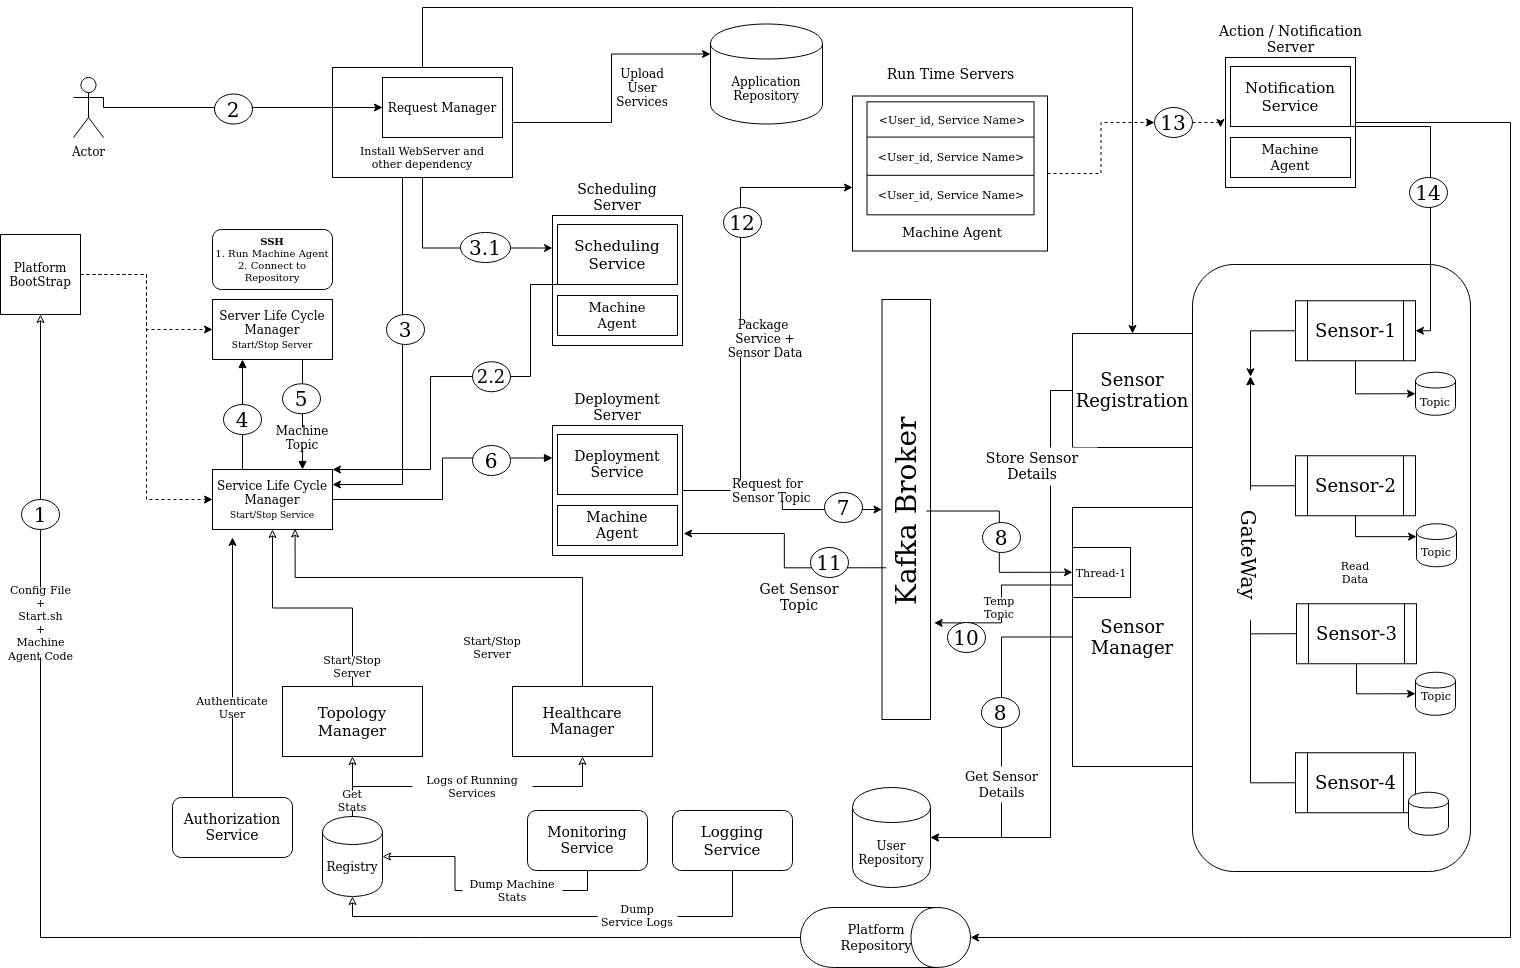 Action / Notification
Server
Run Time Servers
Upload
User
Services
Application
Repository
Notification
Service
Machine
Agent
2
Request Manager
Install WebServer and
other dependency
Actor
<User_id, Service Name>
<User_id, Service Name>
<User_id, Service Name>
Machine Agent
13
14
Scheduling
Server
Scheduling
Service
Machine
Agent
3.1
12
SSH
1. Run Machine Agent
2. Connect to
Repository
Platform
BootStrap
Server Life Cycle
Manager
Start/Stop Server
3
Package
Service +
Sensor Data
Sensor-1
Topic
2.2
4
5
Machine
Topic
Sensor
Registration
Deployment
Server
Deployment
Service
Machine
Agent
6
Service Life Cycle
Manager
Start/Stop Service
Request for
Sensor Topic
7
Kafka Broker
Store Sensor
Details
Sensor-2
Topic
GateWay
Read
Data
1
8
11
Get Sensor
Topic
Thread-1
Temp
Topic
10
Sensor
Manager
Sensor-3
Topic
Config File
+
Start.sh
+
Machine
Agent Code
Start/Stop
Server
Start/Stop
Server
Authenticate
User
Topology
Manager
Healthcare
Manager
8
Get Sensor
Details
Sensor-4
Logs of Running
Services
Get
Stats
Authorization
Service
Registry
Monitoring
Service
Logging
Service
User
Repository
Dump Machine
Stats
Dump
Service Logs
Platform
Repository